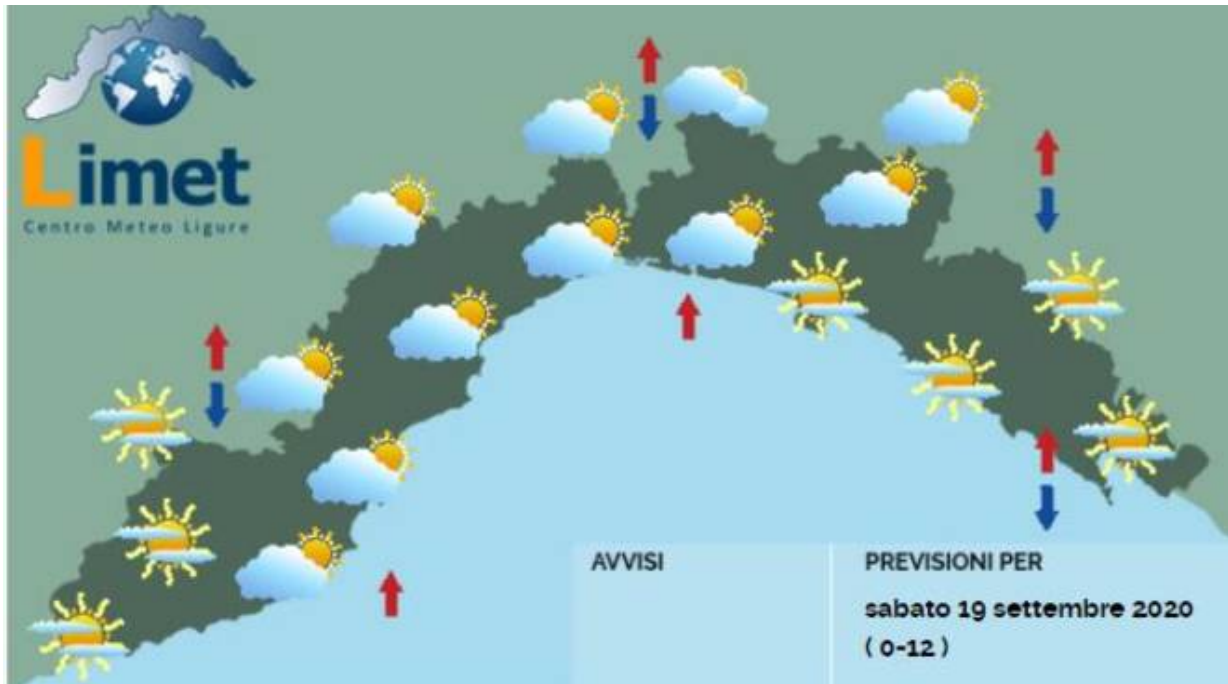 Limet
Centro Meteo Ligure
AVVISI
PREVISIONI PER
sabato 19 settembre 2020
( 0-12 )